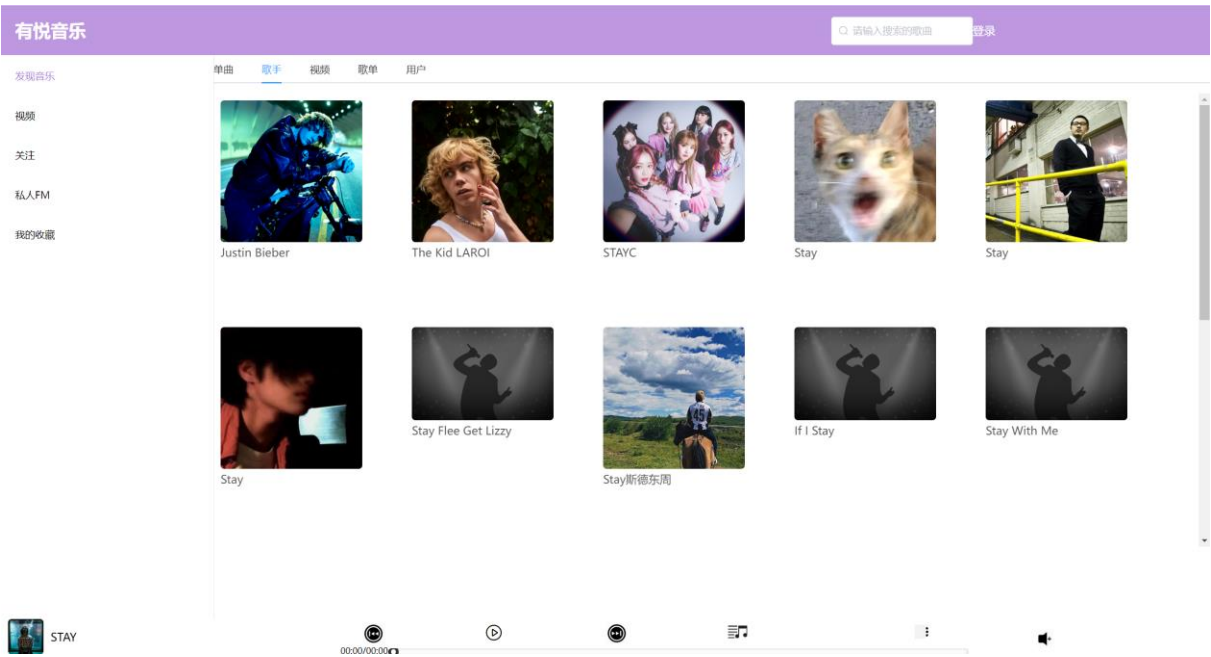 有悦音乐
请输入搜索的歌曲 登录
发现音乐
视频
关注
私人FM
我的收藏
单曲 歌手 视频 歌单 用户
Justin Bieber The Kid LAROI STAYC Stay Stay
Stay Flee Get Lizzy If I Stay Stay With Me
Stay Stay斯德东周
45
STAY
00:00/00:00